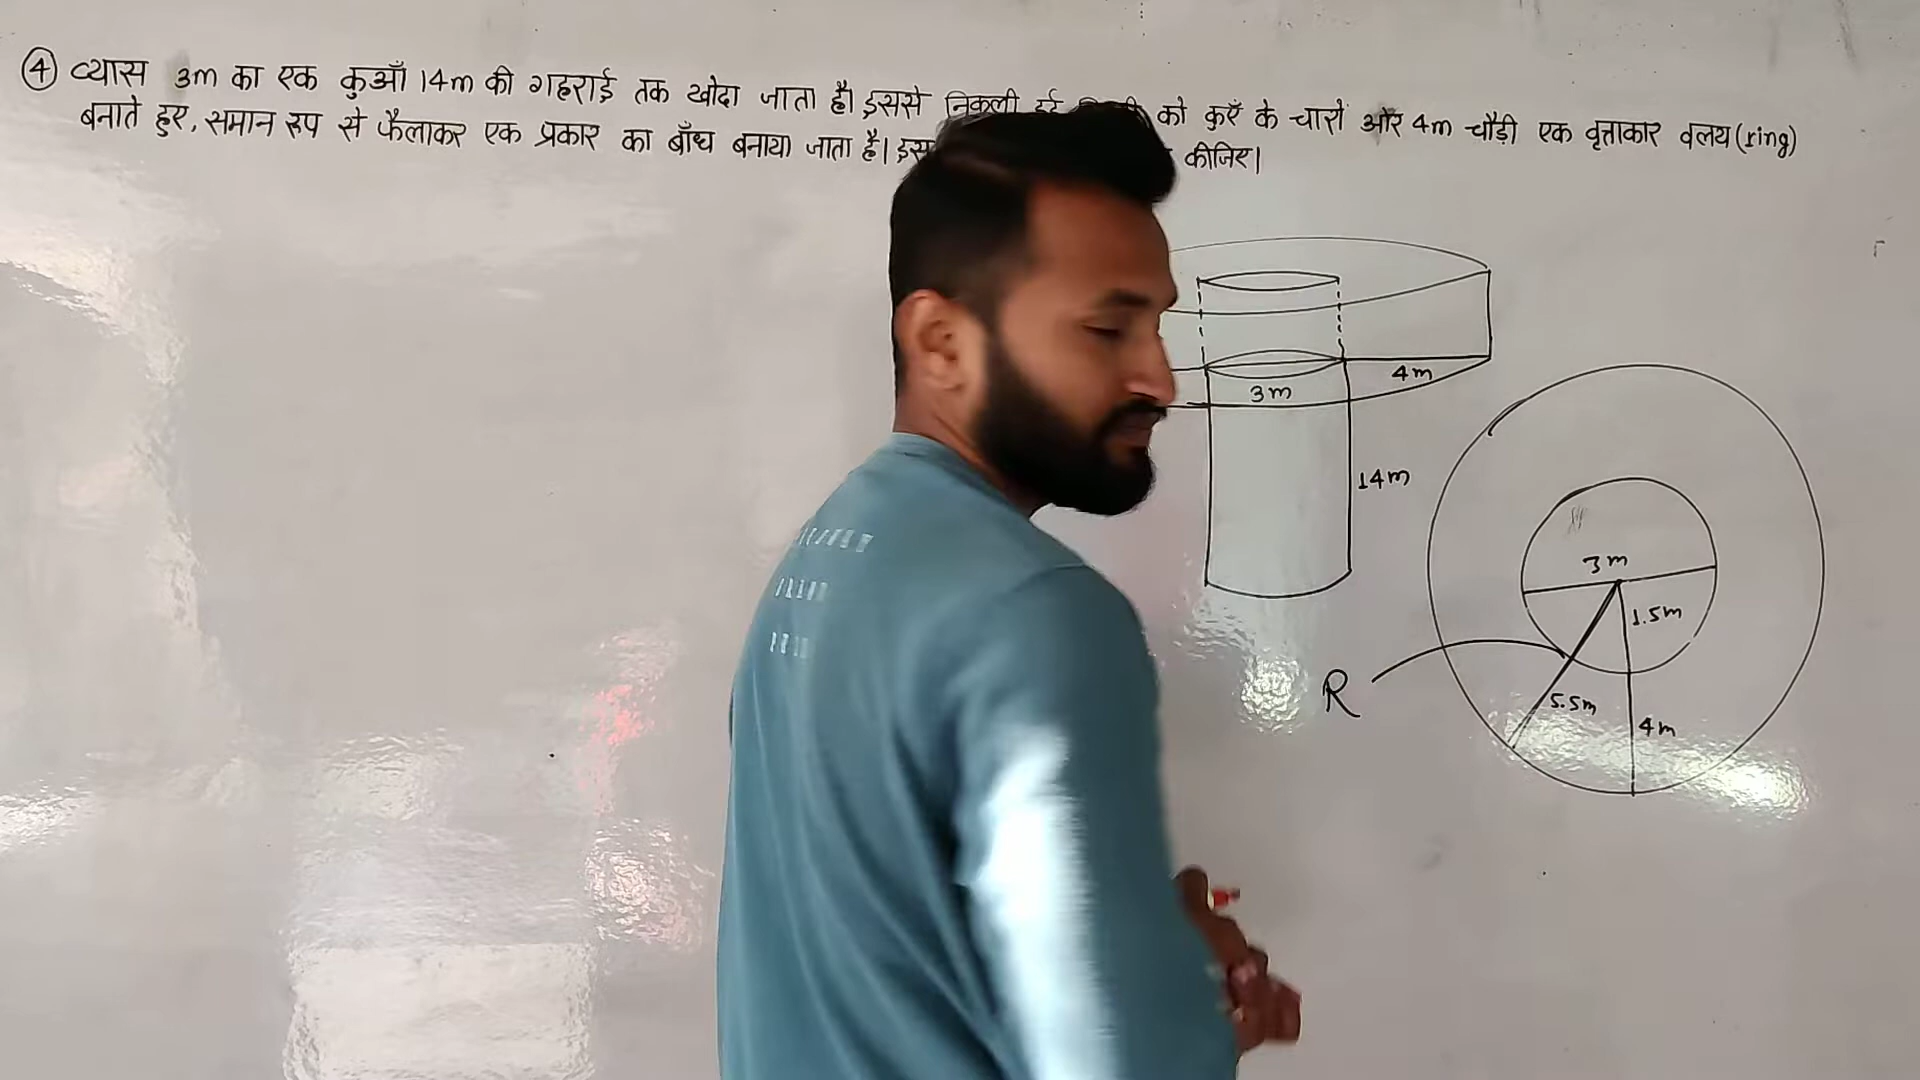 ④ व्यास 3m का एक कुआँ 14m की गहराई तक खोदा जाता है। इससे निकली हुई को कुएँ के चारों ओर 4m चौड़ी एक वृत्ताकार वलय (ring)
बनाते हुए, समान रूप से फैलाकर एक प्रकार का बाँध बनाया जाता है। इस कीजिए।
4m
3m
14m
3m
1.5m
R
5.5m
4m